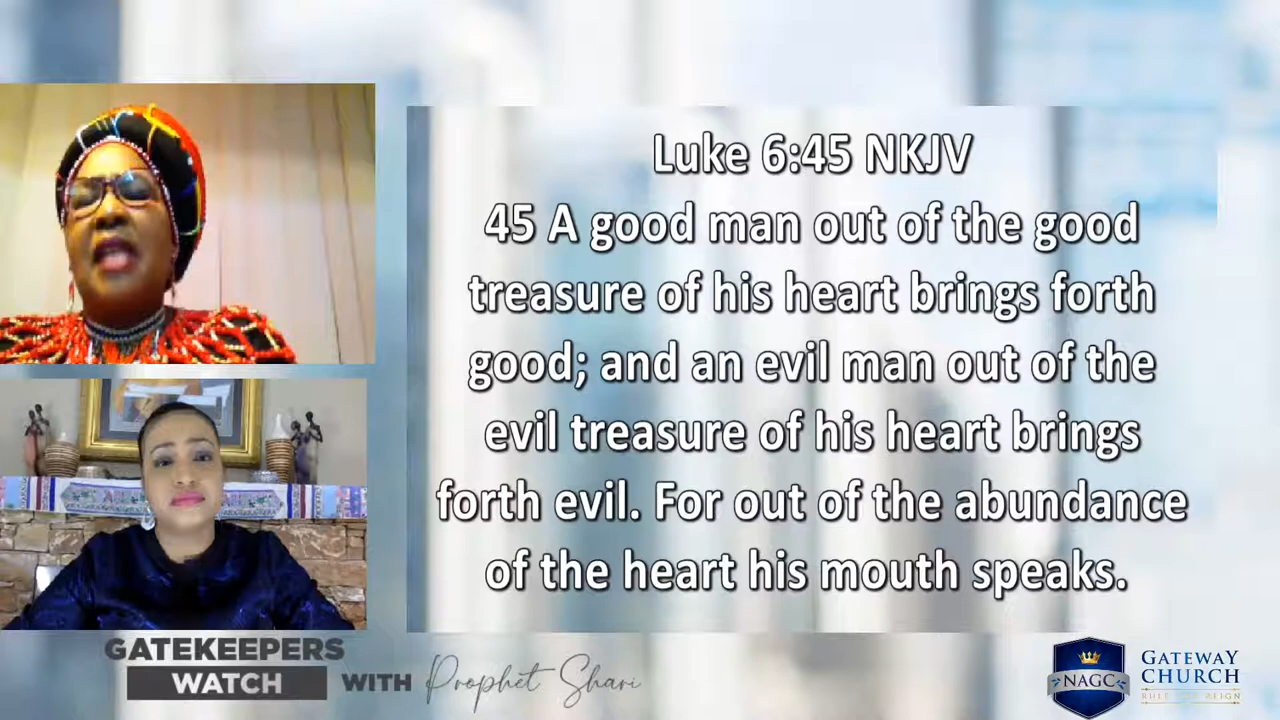 Luke 6:45 NKJV
45 A good man out of the good
treasure of his heart brings forth
good; and an evil man out of the
evil treasure of his heart brings
forth evil. For out of the abundance
of the heart his mouth speaks.
GATEKEEPERS
WATCH WITH Prophet Shari
NAGC
GATEWAY
CHURCH
RULE REIGN